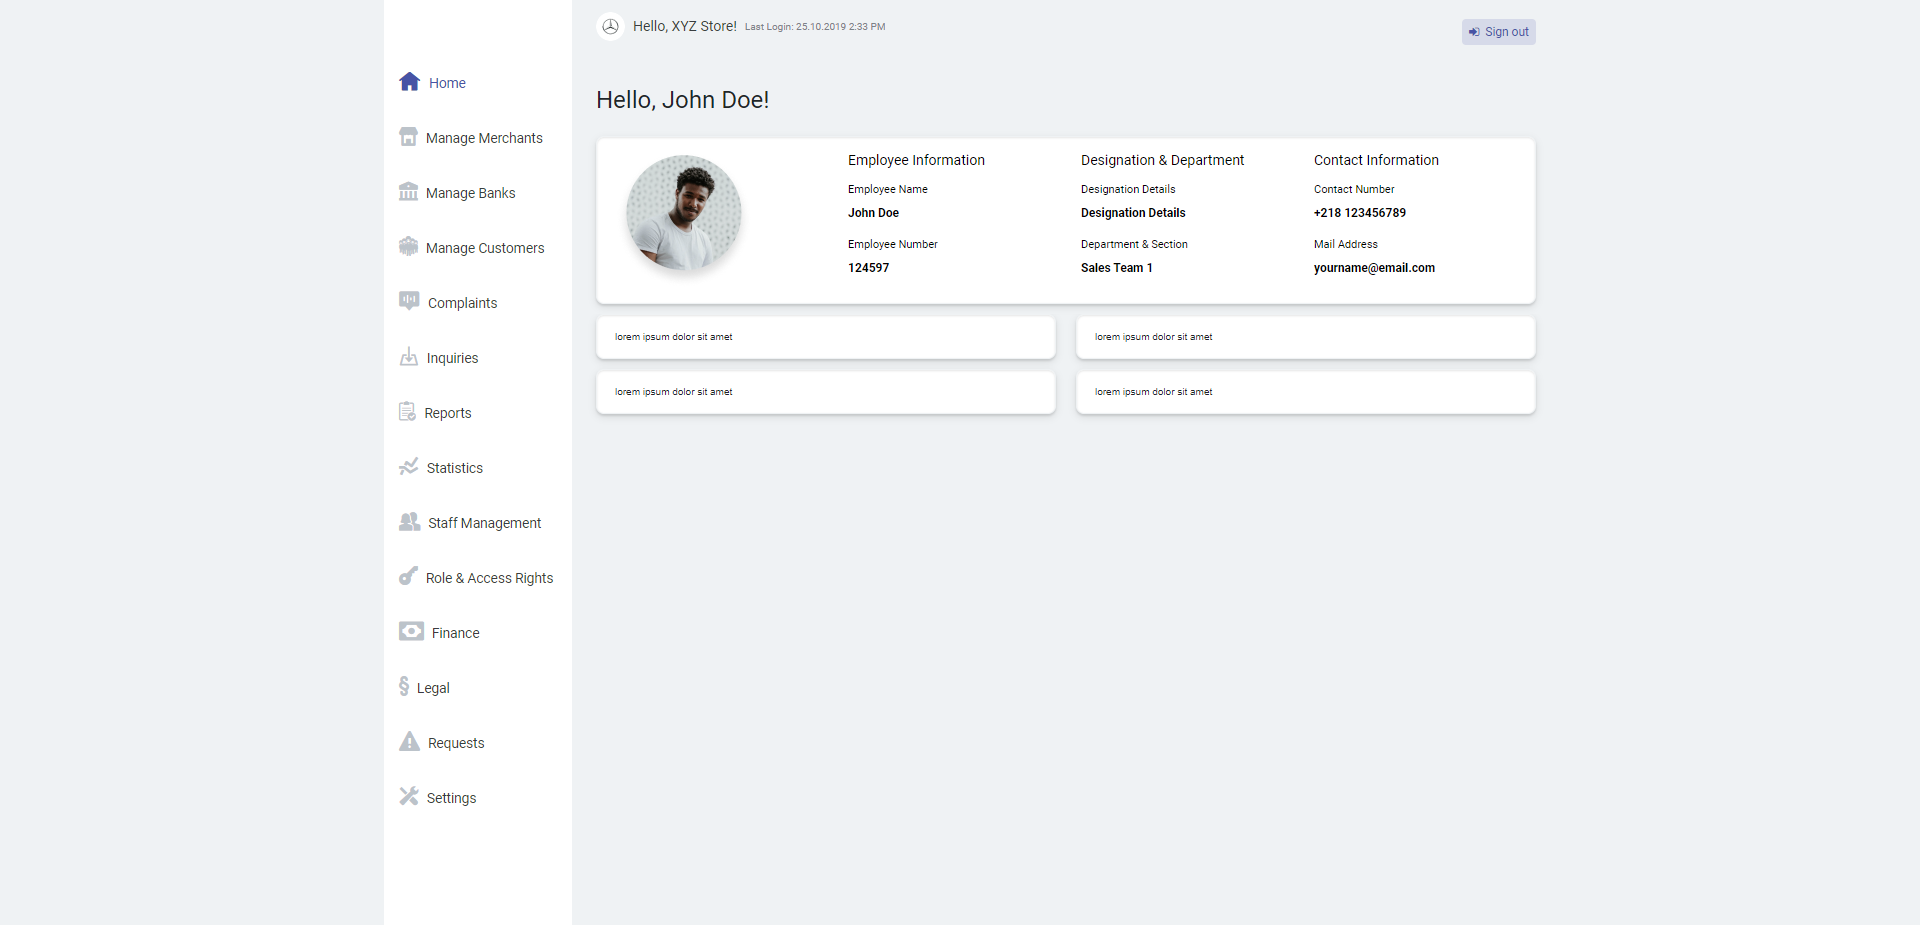 Hello, XYZ Store! Last Login: 25.10.2019 2:33 PM
Sign out
Home
Manage Merchants
Manage Banks
Manage Customers
Complaints
Inquiries
Reports
Statistics
Staff Management
Role & Access Rights
Finance
Legal
Requests
Settings
Hello, John Doe!
Employee Information
Employee Name
John Doe
Employee Number
124597
Designation & Department
Designation Details
Designation Details
Department & Section
Sales Team 1
Contact Information
Contact Number
+218 123456789
Mail Address
yourname@email.com
lorem ipsum dolor sit amet
lorem ipsum dolor sit amet
lorem ipsum dolor sit amet
lorem ipsum dolor sit amet